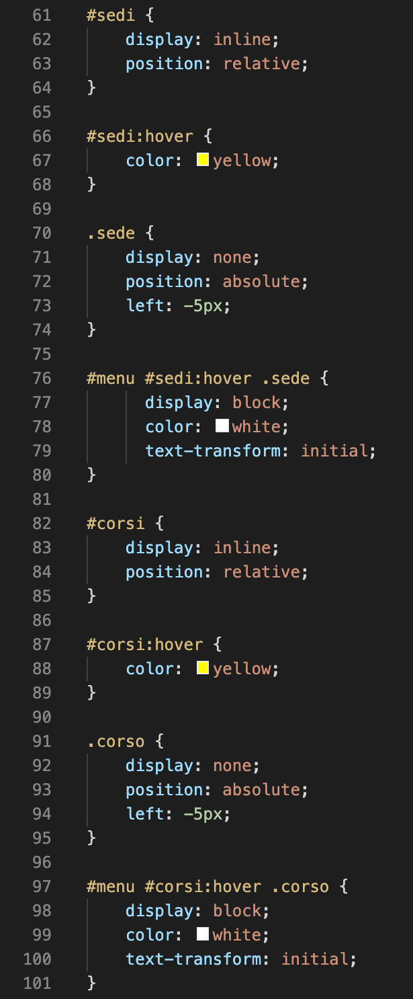 61 #sedi {
62     display: inline;
63     position: relative;
64 }
65
66 #sedi:hover {
67     color: yellow;
68 }
69
70 .sede {
71     display: none;
72     position: absolute;
73     left: -5px;
74 }
75
76 #menu #sedi:hover .sede {
77       display: block;
78       color: white;
79       text-transform: initial;
80 }
81
82 #corsi {
83     display: inline;
84     position: relative;
85 }
86
87 #corsi:hover {
88     color: yellow;
89 }
90
91 .corso {
92     display: none;
93     position: absolute;
94     left: -5px;
95 }
96
97 #menu #corsi:hover .corso {
98     display: block;
99     color: white;
100     text-transform: initial;
101 }